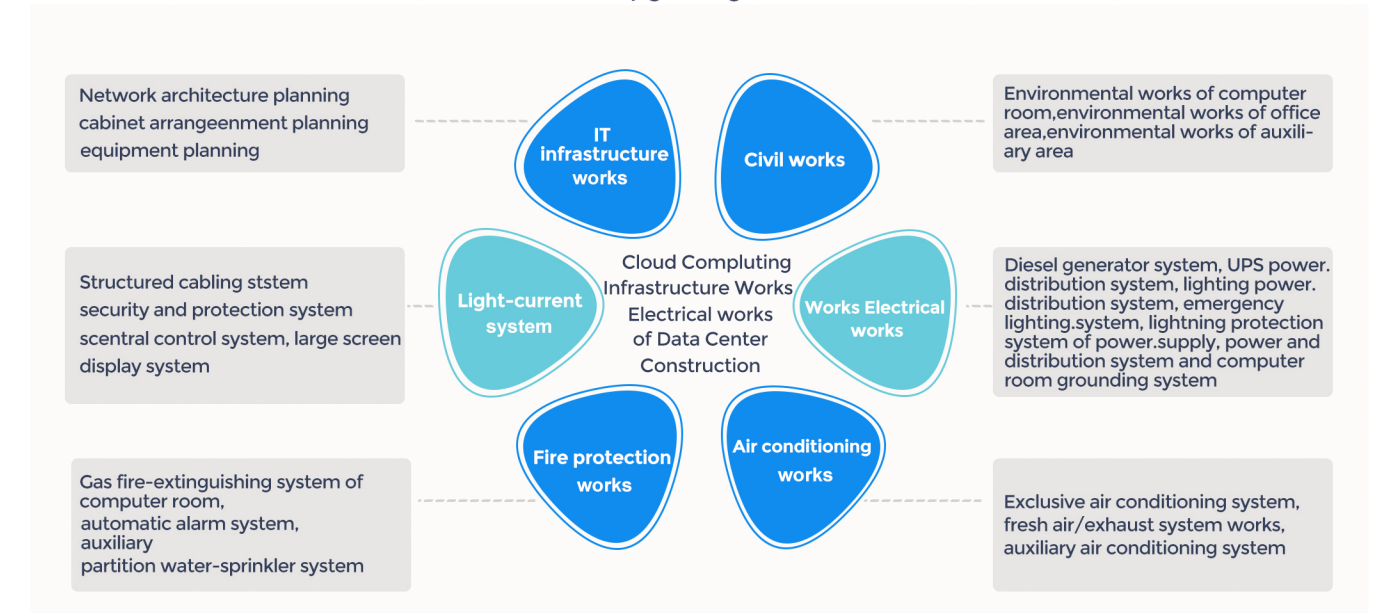 Network architecture planning
cabinet arrangeenment planning
equipment planning
IT
infrastructure
works
Civil works
Environmental works of computer
room,environmental works of office
area,environmental works of auxili-
ary area
Structured cabling ststem
security and protection system
scentral control system, large screen
display system
Light-current
system
Cloud Compluting
Infrastructure Works
Electrical works
of Data Center
Construction
Works Electrical
works
Diesel generator system, UPS power.
distribution system, lighting power.
distribution system, emergency
lighting.system, lightning protection
system of power.supply, power and
distribution system and computer
room grounding system
Gas fire-extinguishing system of
computer room,
automatic alarm system,
auxiliary
partition water-sprinkler system
Fire protection
works
Air conditioning
works
Exclusive air conditioning system,
fresh air/exhaust system works,
auxiliary air conditioning system